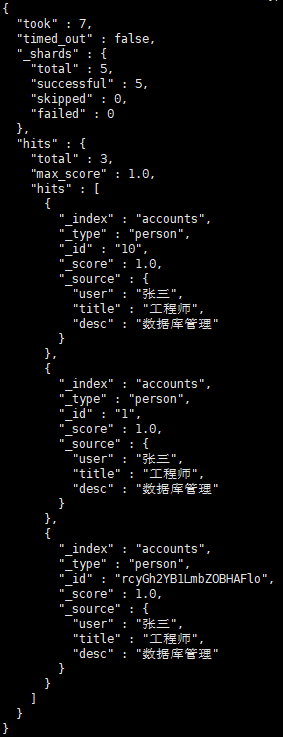 {
  "took" : 7,
  "timed_out" : false,
  "_shards" : {
    "total" : 5,
    "successful" : 5,
    "skipped" : 0,
    "failed" : 0
  },
  "hits" : {
    "total" : 3,
    "max_score" : 1.0,
    "hits" : [
      {
        "_index" : "accounts",
        "_type" : "person",
        "_id" : "10",
        "_score" : 1.0,
        "_source" : {
          "user" : "张三",
          "title" : "工程师",
          "desc" : "数据库管理"
        }
      },
      {
        "_index" : "accounts",
        "_type" : "person",
        "_id" : "1",
        "_score" : 1.0,
        "_source" : {
          "user" : "张三",
          "title" : "工程师",
          "desc" : "数据库管理"
        }
      },
      {
        "_index" : "accounts",
        "_type" : "person",
        "_id" : "rcyGh2YB1LmbZOBHAFlo",
        "_score" : 1.0,
        "_source" : {
          "user" : "张三",
          "title" : "工程师",
          "desc" : "数据库管理"
        }
      }
    ]
  }
}